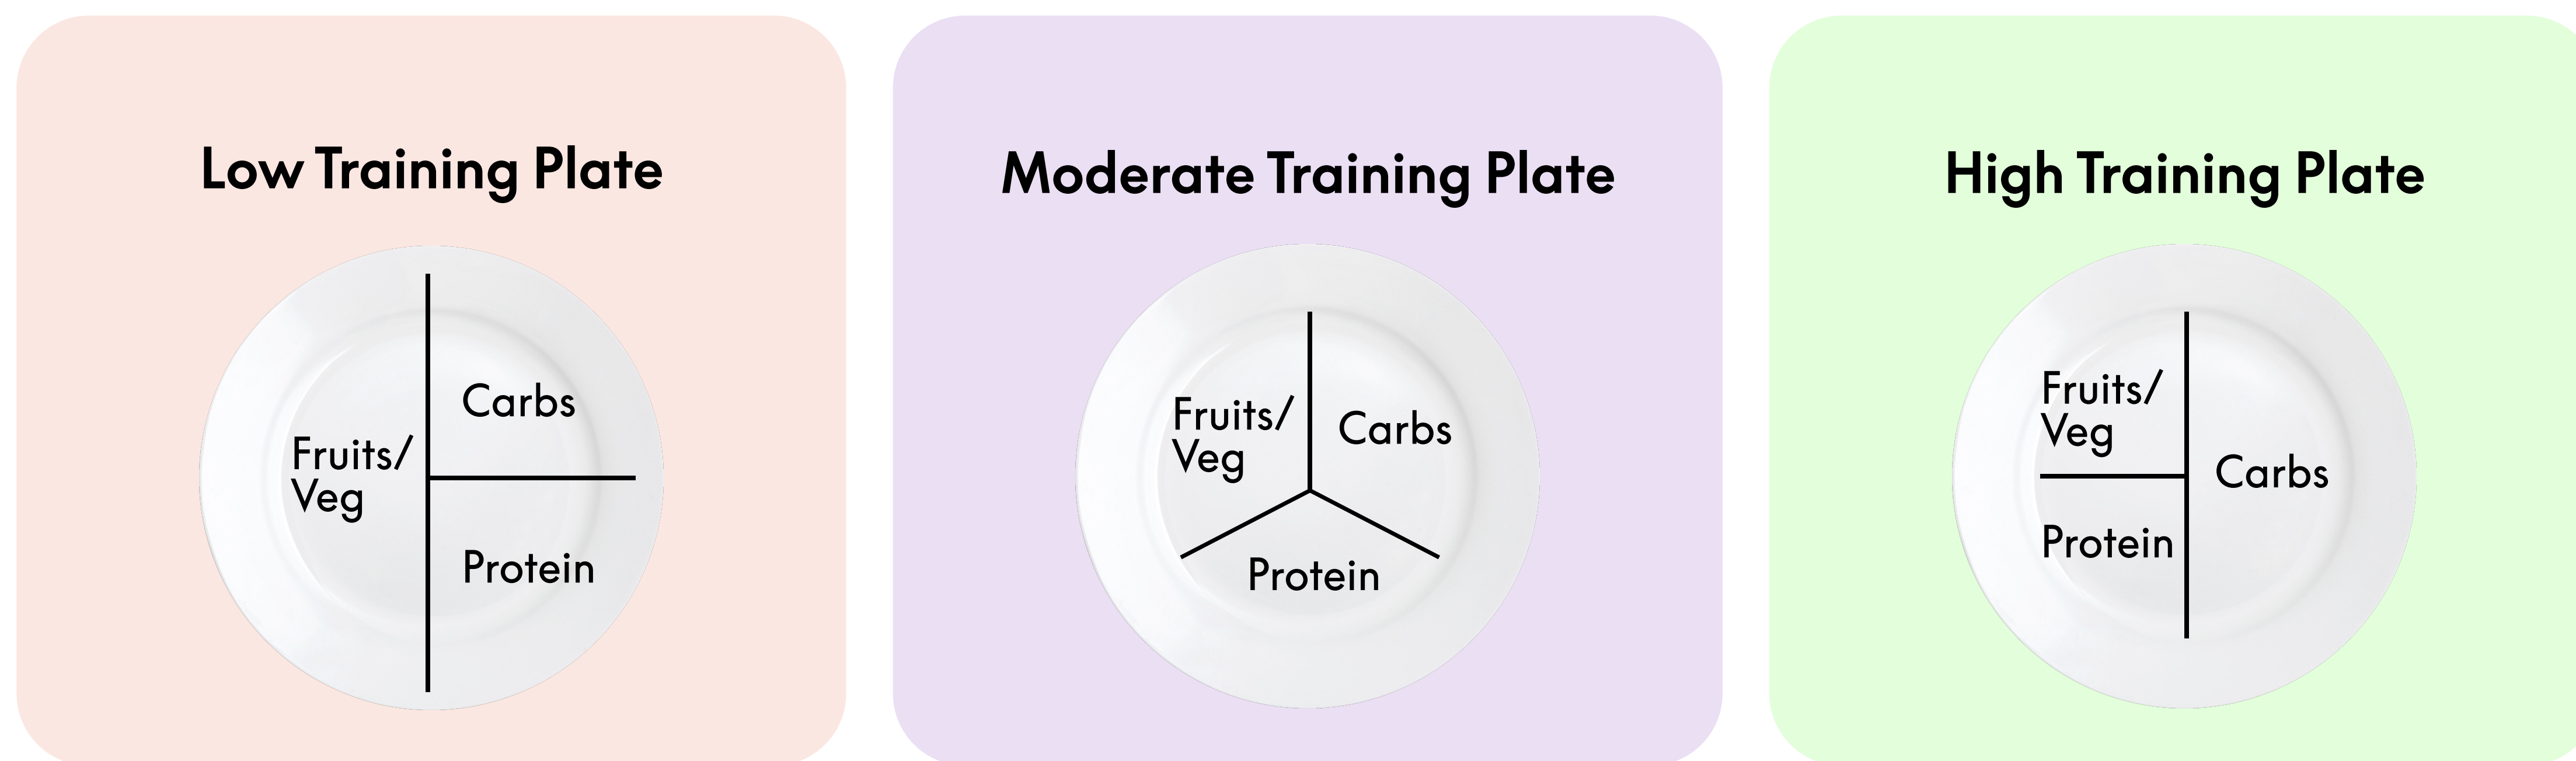 Low Training Plate
Fruits/
Veg
Carbs
Protein
Moderate Training Plate
Fruits/
Veg
Carbs
Protein
High Training Plate
Fruits/
Veg
Protein
Carbs